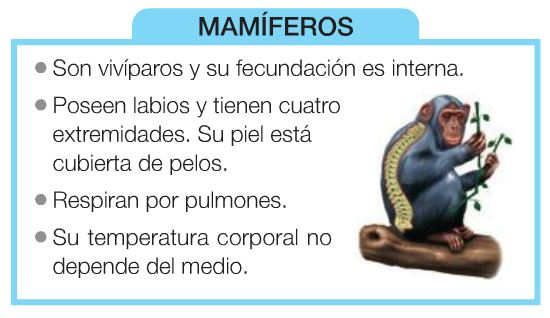 MAMÍFEROS
● Son vivíparos y su fecundación es interna.
● Poseen labios y tienen cuatro
extremidades. Su piel está
cubierta de pelos.
● Respiran por pulmones.
● Su temperatura corporal no
depende del medio.